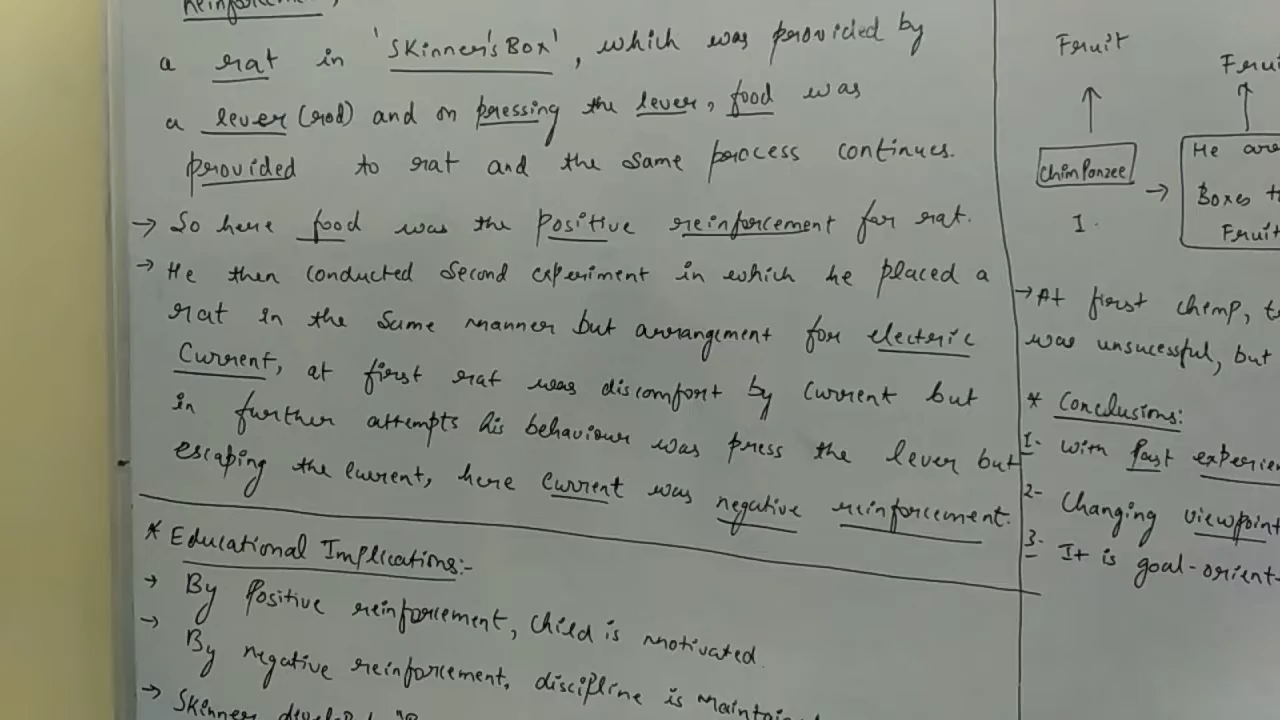 Reinforcement,
a rat in 'Skinner's Box', which was provided by
a lever (rod) and on pressing the lever, food was
provided to rat and the same process continues.
→ So here food was the positive reinforcement for rat.
→ He then conducted second experiment in which he placed a
rat in the same manner but arrangement for electric
current, at first rat was discomfort by current but
in further attempts his behaviour was press the lever but
escaping the current, here current was negative reinforcement.
* Educational Implications:-
→ By Positive reinforcement, child is motivated.
→ By negative reinforcement, discipline is
→ Skinner
Fruit
Chimponzee
1.
→
He
Boxes
Fruit
→ At first chimp,
was unsucessful, but
* Conclusions:
1- With past
2- Changing viewpoint
3- It is goal-orient-